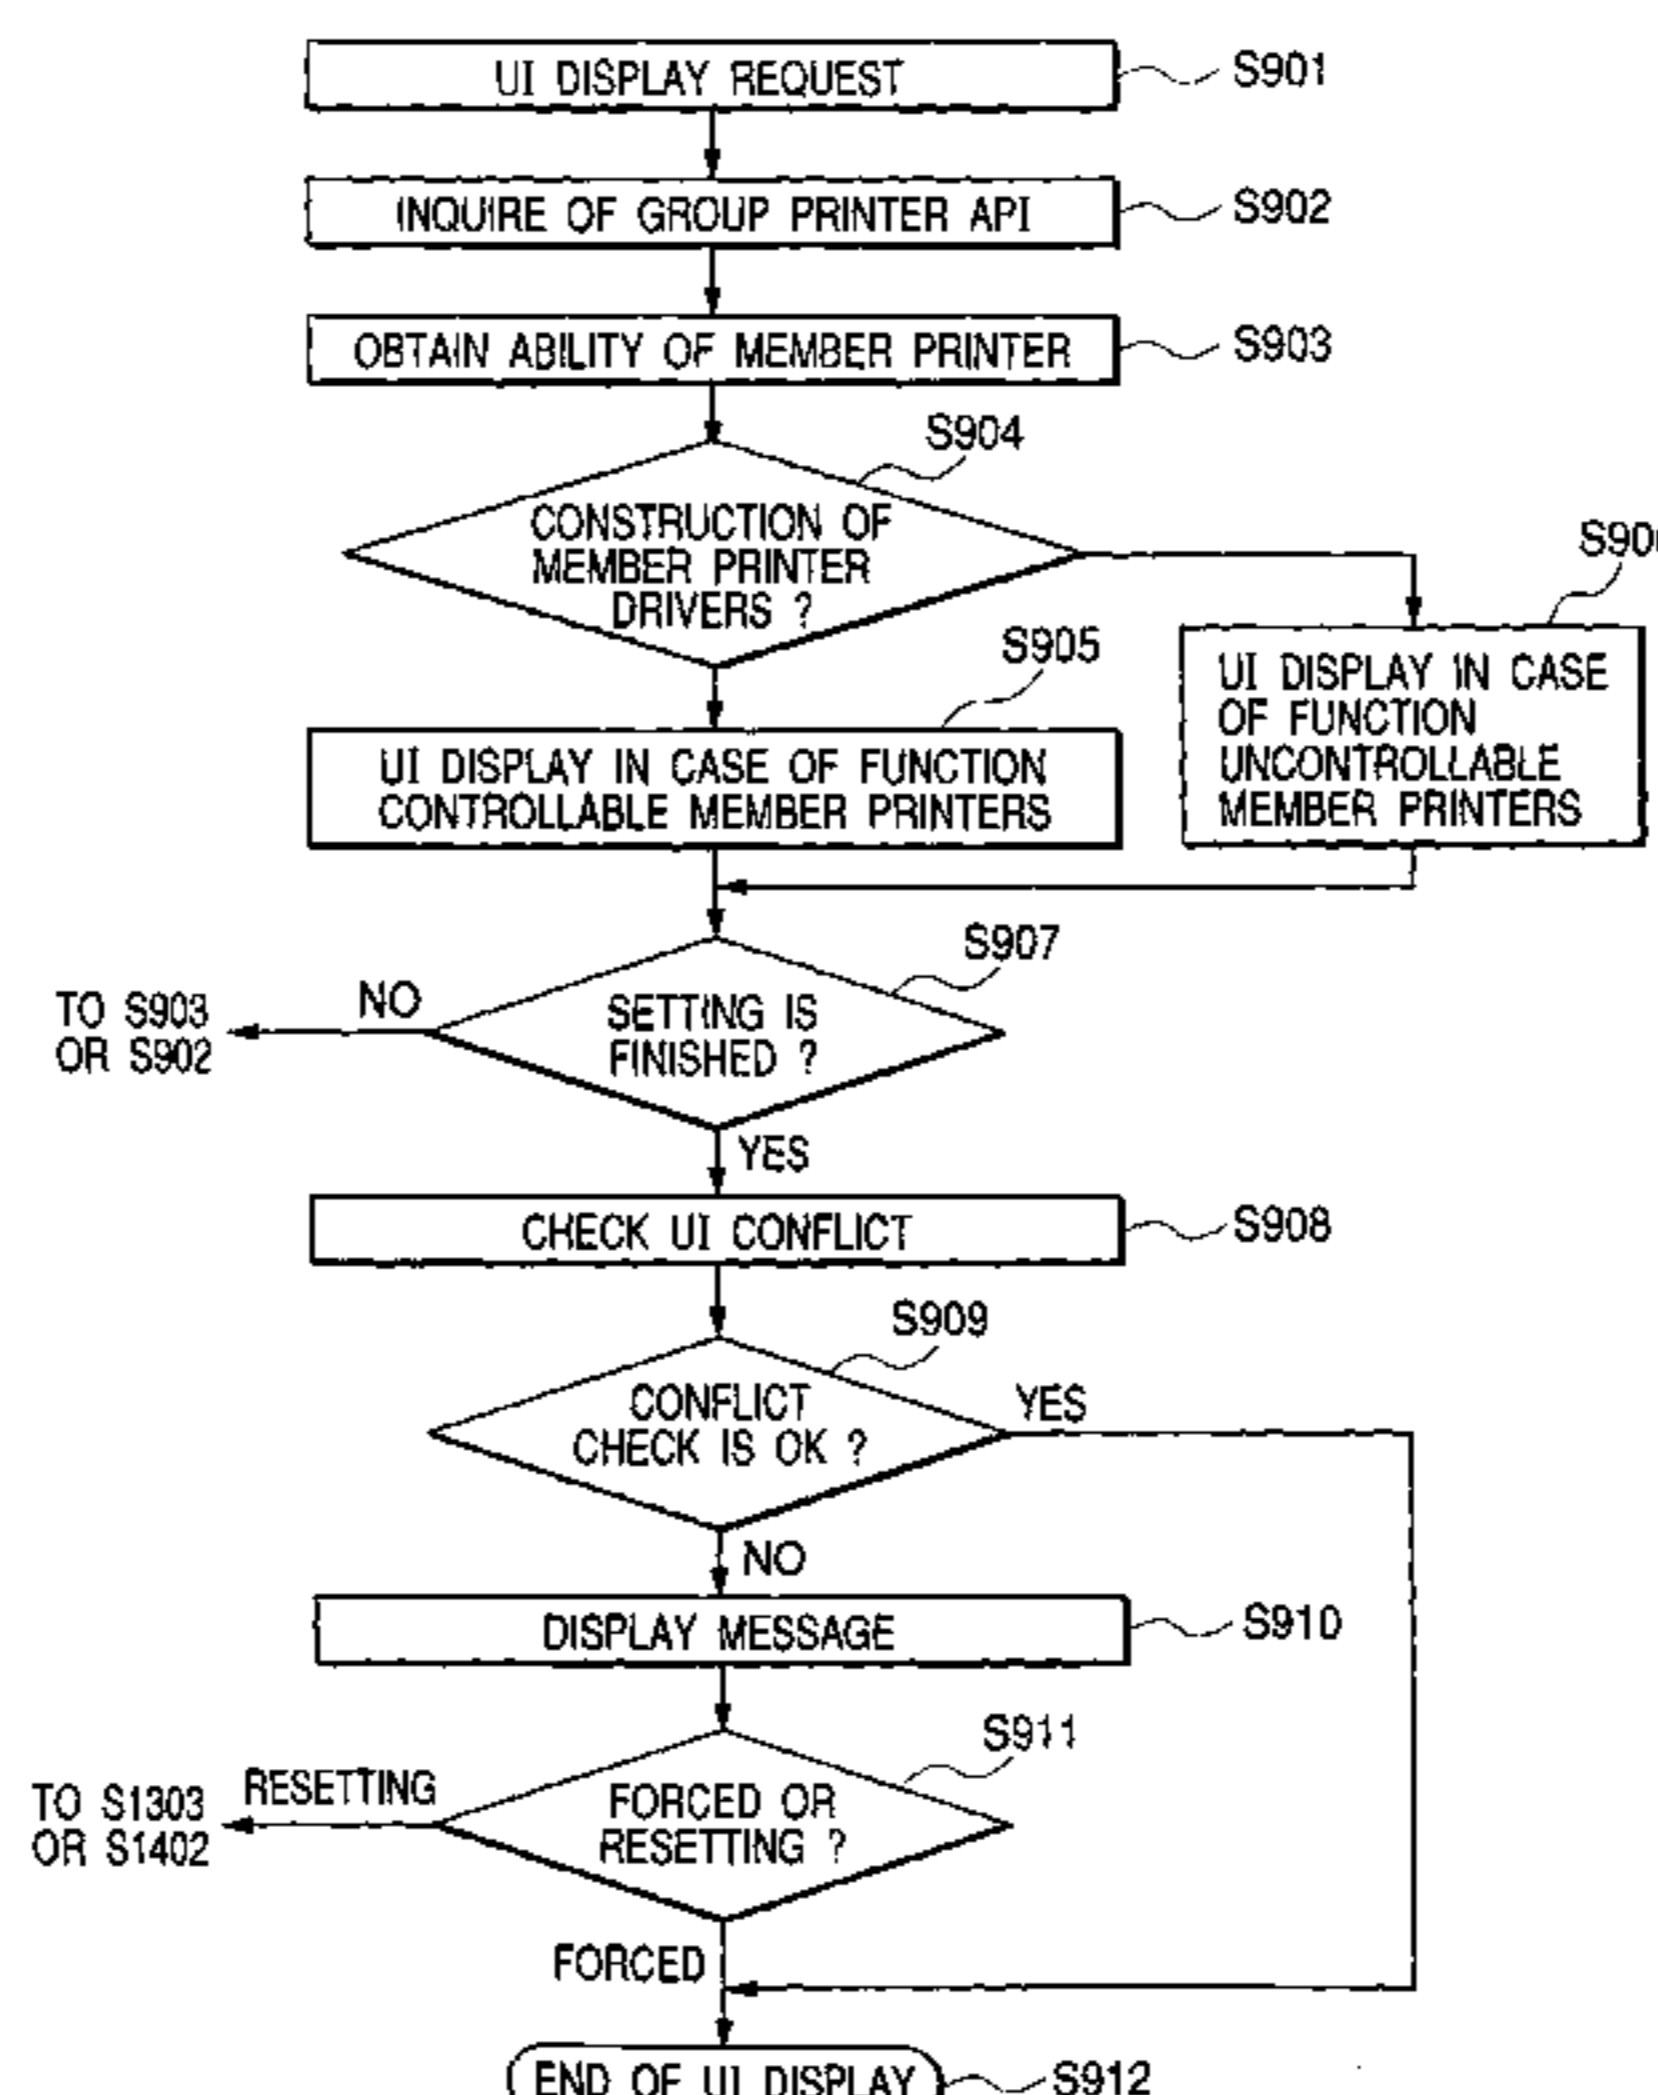 UI DISPLAY REQUEST
S901
INQUIRE OF GROUP PRINTER API
S902
OBTAIN ABILITY OF MEMBER PRINTER
S903
S904
CONSTRUCTION OF
MEMBER PRINTER
DRIVERS ?
S905
UI DISPLAY IN CASE OF FUNCTION
CONTROLLABLE MEMBER PRINTERS
UI DISPLAY IN CASE
OF FUNCTION
UNCONTROLLABLE
MEMBER PRINTERS
S907
SETTING IS
FINISHED ?
NO
TO S903
OR S902
YES
CHECK UI CONFLICT
S908
S909
CONFLICT
CHECK IS OK ?
YES
NO
DISPLAY MESSAGE
S910
S911
FORCED OR
RESETTING ?
RESETTING
TO S1303
OR S1402
FORCED
END OF UI DISPLAY
S912